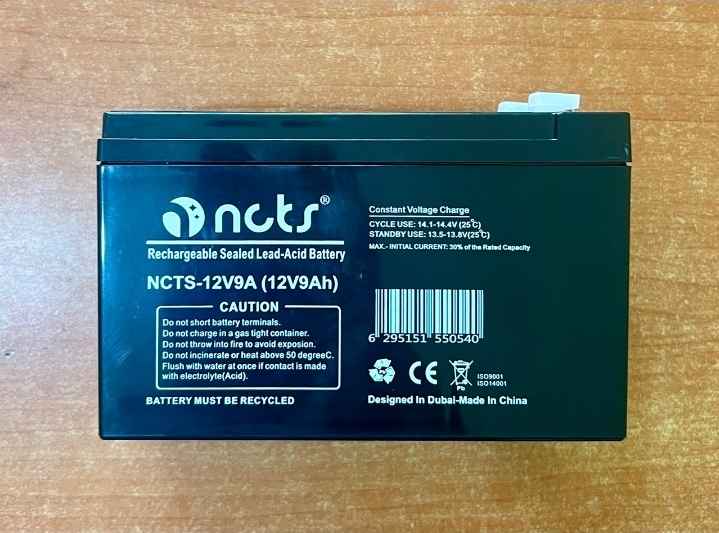 ncts®
Rechargeable Sealed Lead-Acid Battery
NCTS-12V9A (12V9Ah)
CAUTION
Do not short battery terminals.
Do not charge in a gas tight container.
Do not throw into fire to avoid exposion.
Do not incinerate or heat above 50 degreeC.
Flush with water at once if contact is made
with electrolyte(Acid).
BATTERY MUST BE RECYCLED
Constant Voltage Charge
CYCLE USE: 14.1-14.4V (25°C)
STANDBY USE: 13.5-13.8V(25°C)
MAX.- INITIAL CURRENT: 30% of the Rated Capacity
6 295151 550540
CE
Pb
ISO9001
ISO14001
Designed In Dubai-Made In China